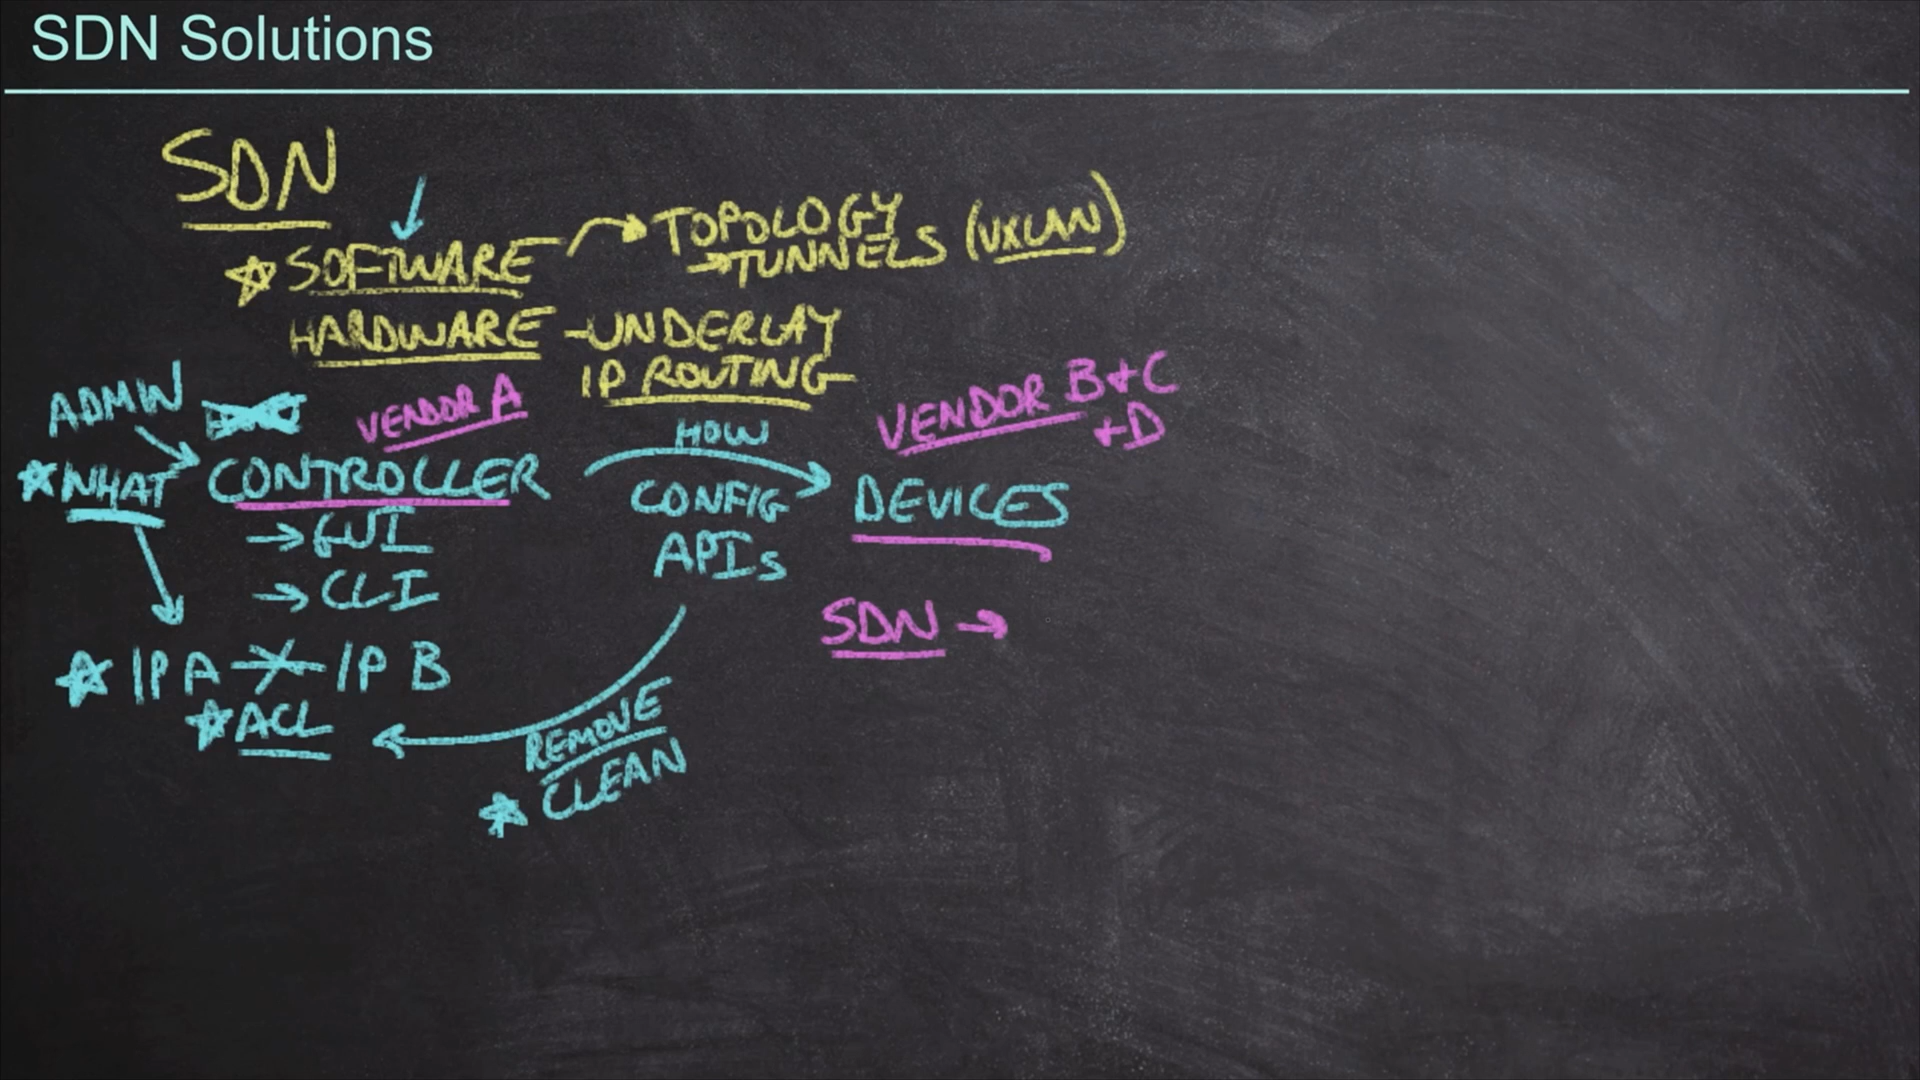 SDN Solutions
SDN
SOFTWARE → TOPOLOGY
→ TUNNELS (VXLAN)
HARDWARE - UNDERLAY
IP ROUTING
ADMIN
WHAT
VENDOR A
CONTROLLER
→ GUI
→ CLI
HOW
CONFIG
APIs
VENDOR B+C
+D
DEVICES
SDN →
IP A IP B
ACL
REMOVE
CLEAN